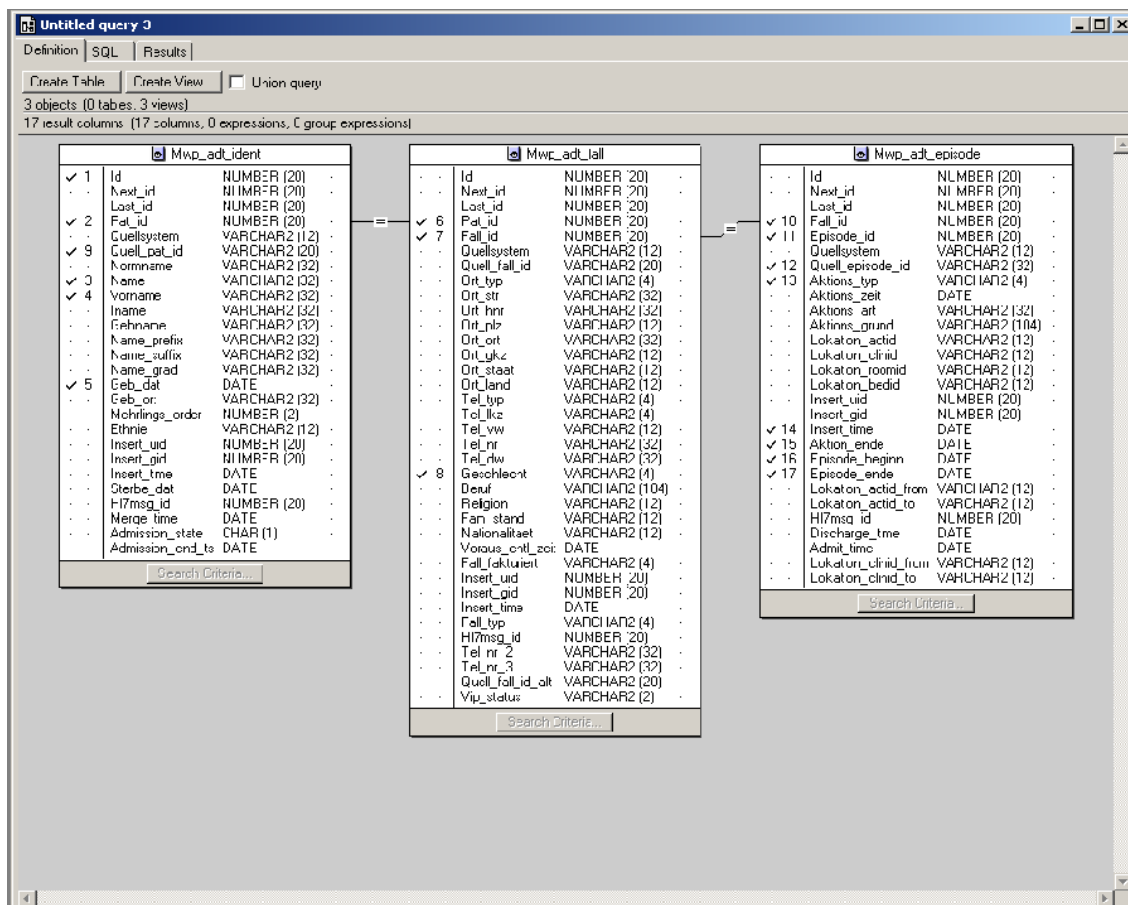 Untitled query 3
Definition SQL Results
Create Table Create View Union query
3 objects (0 tables, 3 views)
17 result columns (17 columns, 0 expressions, 0 group expressions)
Mwp_adt_ident
1 Id NUMBER (20)
Next_id NUMBER (20)
Last_id NUMBER (20)
2 Pat_id NUMBER (20)
Quellsystem VARCHAR2 (12)
9 Quell_pat_id VARCHAR2 (20)
Normname VARCHAR2 (32)
3 Name VARCHAR2 (32)
4 Vorname VARCHAR2 (32)
Iname VARCHAR2 (32)
Gebname VARCHAR2 (32)
Name_prefix VARCHAR2 (32)
Name_suffix VARCHAR2 (32)
Name_grad VARCHAR2 (32)
5 Geb_dat DATE
Geb_ort VARCHAR2 (32)
Mehrlings_order NUMBER (2)
Ethnie VARCHAR2 (12)
Insert_uid NUMBER (20)
Insert_gid NUMBER (20)
Insert_time DATE
Sterbe_dat DATE
Hl7msg_id NUMBER (20)
Merge_time DATE
Admission_state CHAR (1)
Admission_end_ts DATE
Search Criteria...
=
Mwp_adt_fall
Id NUMBER (20)
Next_id NUMBER (20)
Last_id NUMBER (20)
6 Pat_id NUMBER (20)
7 Fall_id NUMBER (20)
Quellsystem VARCHAR2 (12)
Quell_fall_id VARCHAR2 (20)
Ort_typ VARCHAR2 (4)
Ort_str VARCHAR2 (32)
Ort_hnr VARCHAR2 (32)
Ort_plz VARCHAR2 (12)
Ort_ort VARCHAR2 (32)
Ort_gkz VARCHAR2 (12)
Ort_staat VARCHAR2 (12)
Ort_land VARCHAR2 (12)
Tel_typ VARCHAR2 (4)
Tel_lkz VARCHAR2 (4)
Tel_vw VARCHAR2 (12)
Tel_nr VARCHAR2 (32)
Tel_dw VARCHAR2 (32)
8 Geschlecht VARCHAR2 (4)
Beruf VARCHAR2 (104)
Religion VARCHAR2 (12)
Fam_stand VARCHAR2 (12)
Nationalitaet VARCHAR2 (12)
Voraus_entl_zei: DATE
Fall_fakturiert VARCHAR2 (4)
Insert_uid NUMBER (20)
Insert_gid NUMBER (20)
Insert_time DATE
Fall_typ VARCHAR2 (4)
Hl7msg_id NUMBER (20)
Tel_nr_2 VARCHAR2 (32)
Tel_nr_3 VARCHAR2 (32)
Quell_fall_id_alt VARCHAR2 (20)
Vip_status VARCHAR2 (2)
Search Criteria...
=
Mwp_adt_episode
Id NUMBER (20)
Next_id NUMBER (20)
Last_id NUMBER (20)
10 Fall_id NUMBER (20)
11 Episode_id NUMBER (20)
Quellsystem VARCHAR2 (12)
12 Quell_episode_id VARCHAR2 (32)
13 Aktions_typ VARCHAR2 (4)
Aktions_zeit DATE
Aktions_art VARCHAR2 (32)
Aktions_grund VARCHAR2 (104)
Lokation_actid VARCHAR2 (12)
Lokation_clinid VARCHAR2 (12)
Lokation_roomid VARCHAR2 (12)
Lokation_bedid VARCHAR2 (12)
Insert_uid NUMBER (20)
Insert_gid NUMBER (20)
14 Insert_time DATE
15 Aktion_ende DATE
16 Episode_beginn DATE
17 Episode_ende DATE
Lokation_actid_from VARCHAR2 (12)
Lokation_actid_to VARCHAR2 (12)
Hl7msg_id NUMBER (20)
Discharge_time DATE
Admit_time DATE
Lokation_clinid_from VARCHAR2 (12)
Lokation_clinid_to VARCHAR2 (12)
Search Criteria...